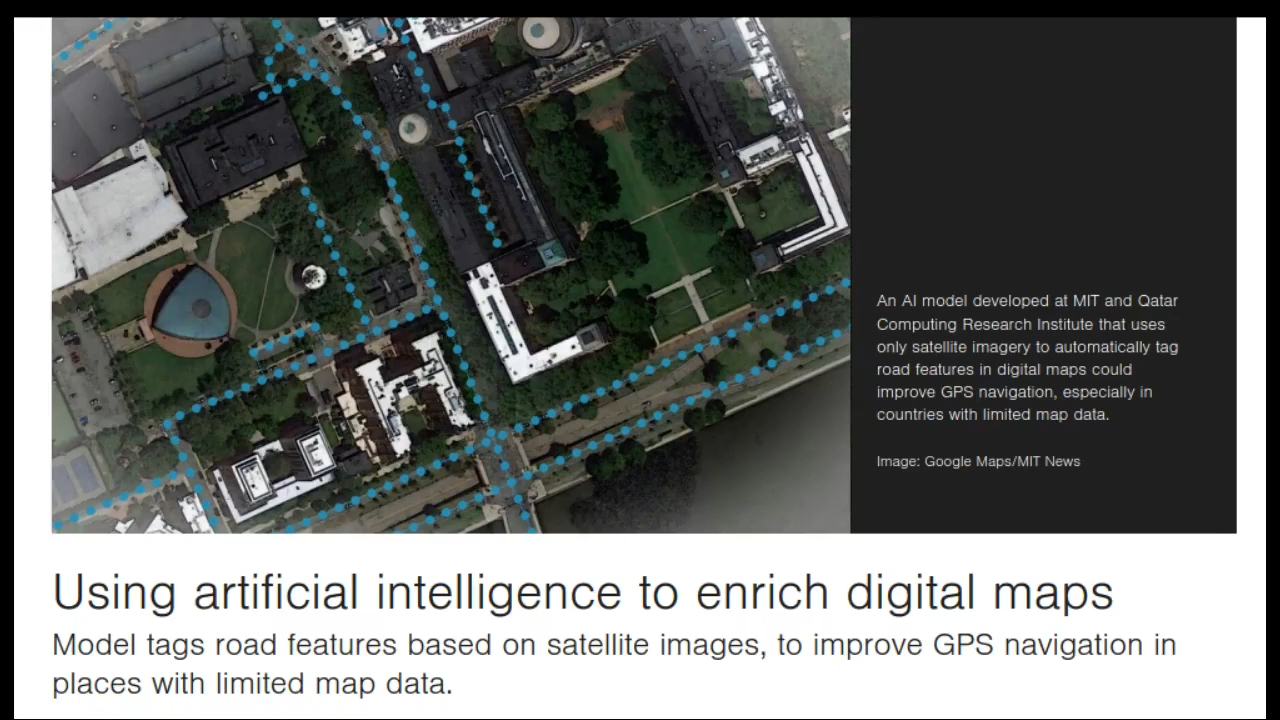 An AI model developed at MIT and Qatar
Computing Research Institute that uses
only satellite imagery to automatically tag
road features in digital maps could
improve GPS navigation, especially in
countries with limited map data.
Image: Google Maps/MIT News
Using artificial intelligence to enrich digital maps
Model tags road features based on satellite images, to improve GPS navigation in
places with limited map data.